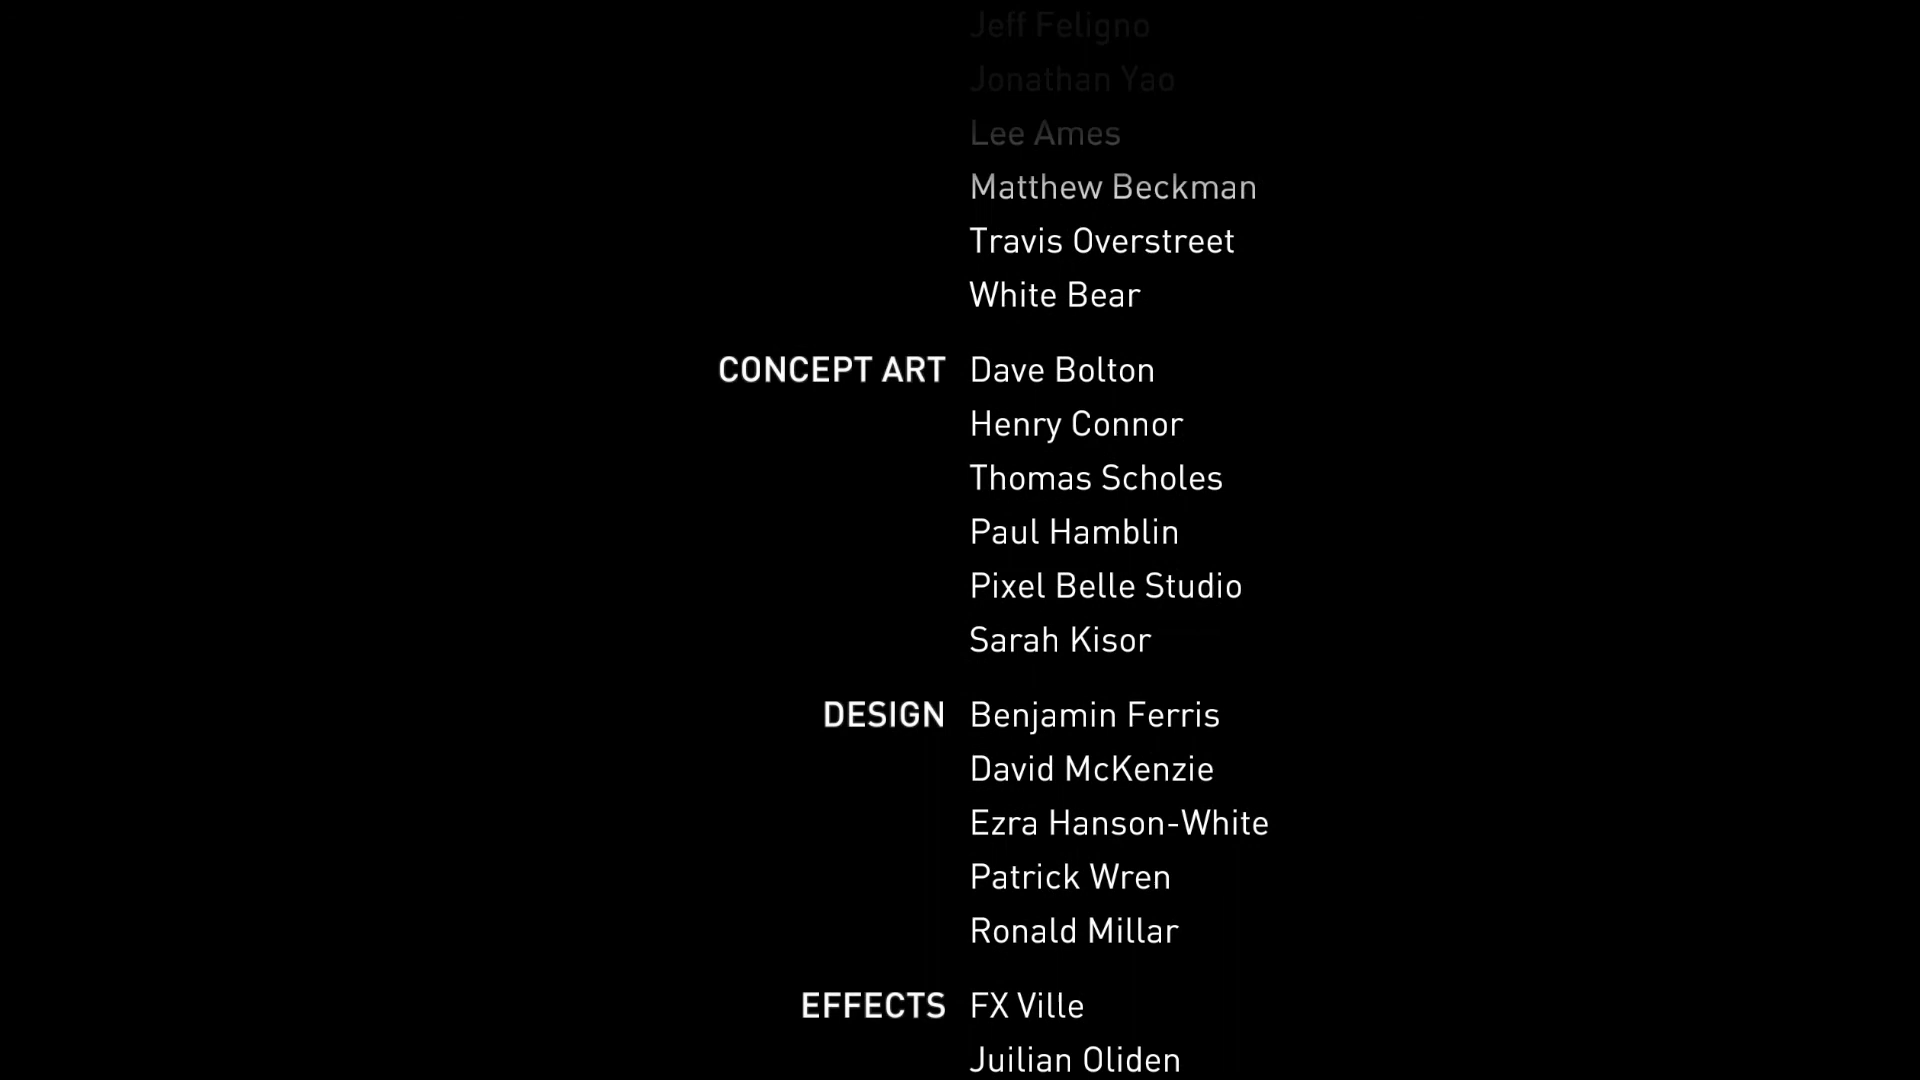 Jeff Feligno
Jonathan Yao
Lee Ames
Matthew Beckman
Travis Overstreet
White Bear
CONCEPT ART Dave Bolton
Henry Connor
Thomas Scholes
Paul Hamblin
Pixel Belle Studio
Sarah Kisor
DESIGN Benjamin Ferris
David McKenzie
Ezra Hanson-White
Patrick Wren
Ronald Millar
EFFECTS FX Ville
Juilian Oliden